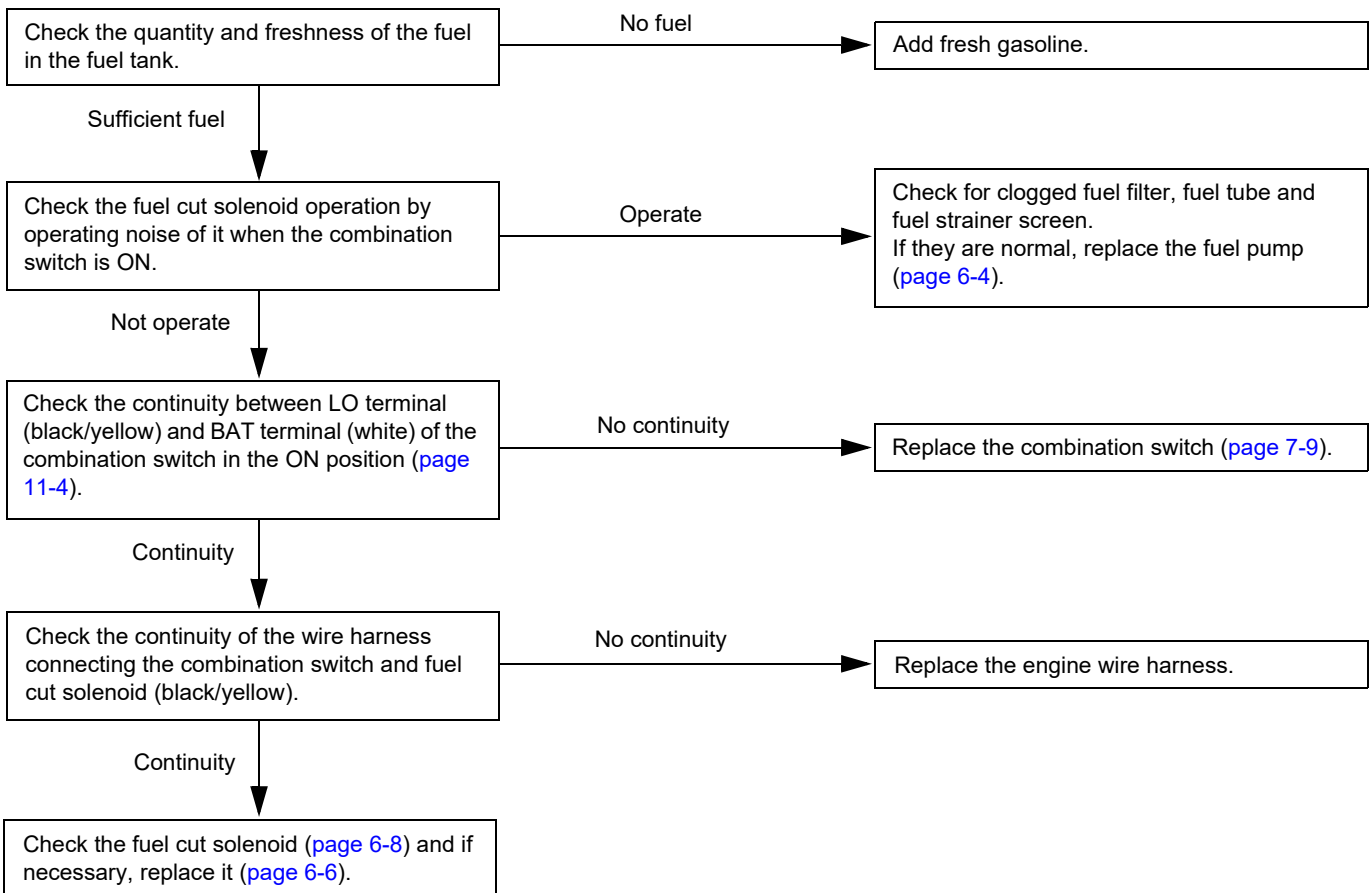 Check the quantity and freshness of the fuel
in the fuel tank.
No fuel
Add fresh gasoline.
Sufficient fuel
Check the fuel cut solenoid operation by
operating noise of it when the combination
switch is ON.
Operate
Check for clogged fuel filter, fuel tube and
fuel strainer screen.
If they are normal, replace the fuel pump
(page 6-4).
Not operate
Check the continuity between LO terminal
(black/yellow) and BAT terminal (white) of the
combination switch in the ON position (page
11-4).
No continuity
Replace the combination switch (page 7-9).
Continuity
Check the continuity of the wire harness
connecting the combination switch and fuel
cut solenoid (black/yellow).
No continuity
Replace the engine wire harness.
Continuity
Check the fuel cut solenoid (page 6-8) and if
necessary, replace it (page 6-6).